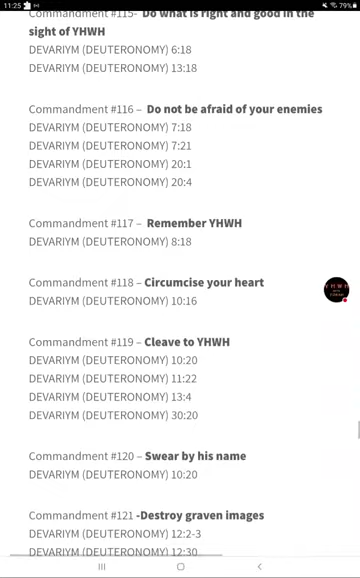 11:25
79%
Commandment #115- Do what is right and good in the
sight of YHWH
DEVARIYM (DEUTERONOMY) 6:18
DEVARIYM (DEUTERONOMY) 13:18
Commandment #116 – Do not be afraid of your enemies
DEVARIYM (DEUTERONOMY) 7:18
DEVARIYM (DEUTERONOMY) 7:21
DEVARIYM (DEUTERONOMY) 20:1
DEVARIYM (DEUTERONOMY) 20:4
Commandment #117 – Remember YHWH
DEVARIYM (DEUTERONOMY) 8:18
Commandment #118 – Circumcise your heart
DEVARIYM (DEUTERONOMY) 10:16
Commandment #119 – Cleave to YHWH
DEVARIYM (DEUTERONOMY) 10:20
DEVARIYM (DEUTERONOMY) 11:22
DEVARIYM (DEUTERONOMY) 13:4
DEVARIYM (DEUTERONOMY) 30:20
Commandment #120 – Swear by his name
DEVARIYM (DEUTERONOMY) 10:20
Commandment #121 -Destroy graven images
DEVARIYM (DEUTERONOMY) 12:2-3
DEVARIYM (DEUTERONOMY) 12:30
YHWH